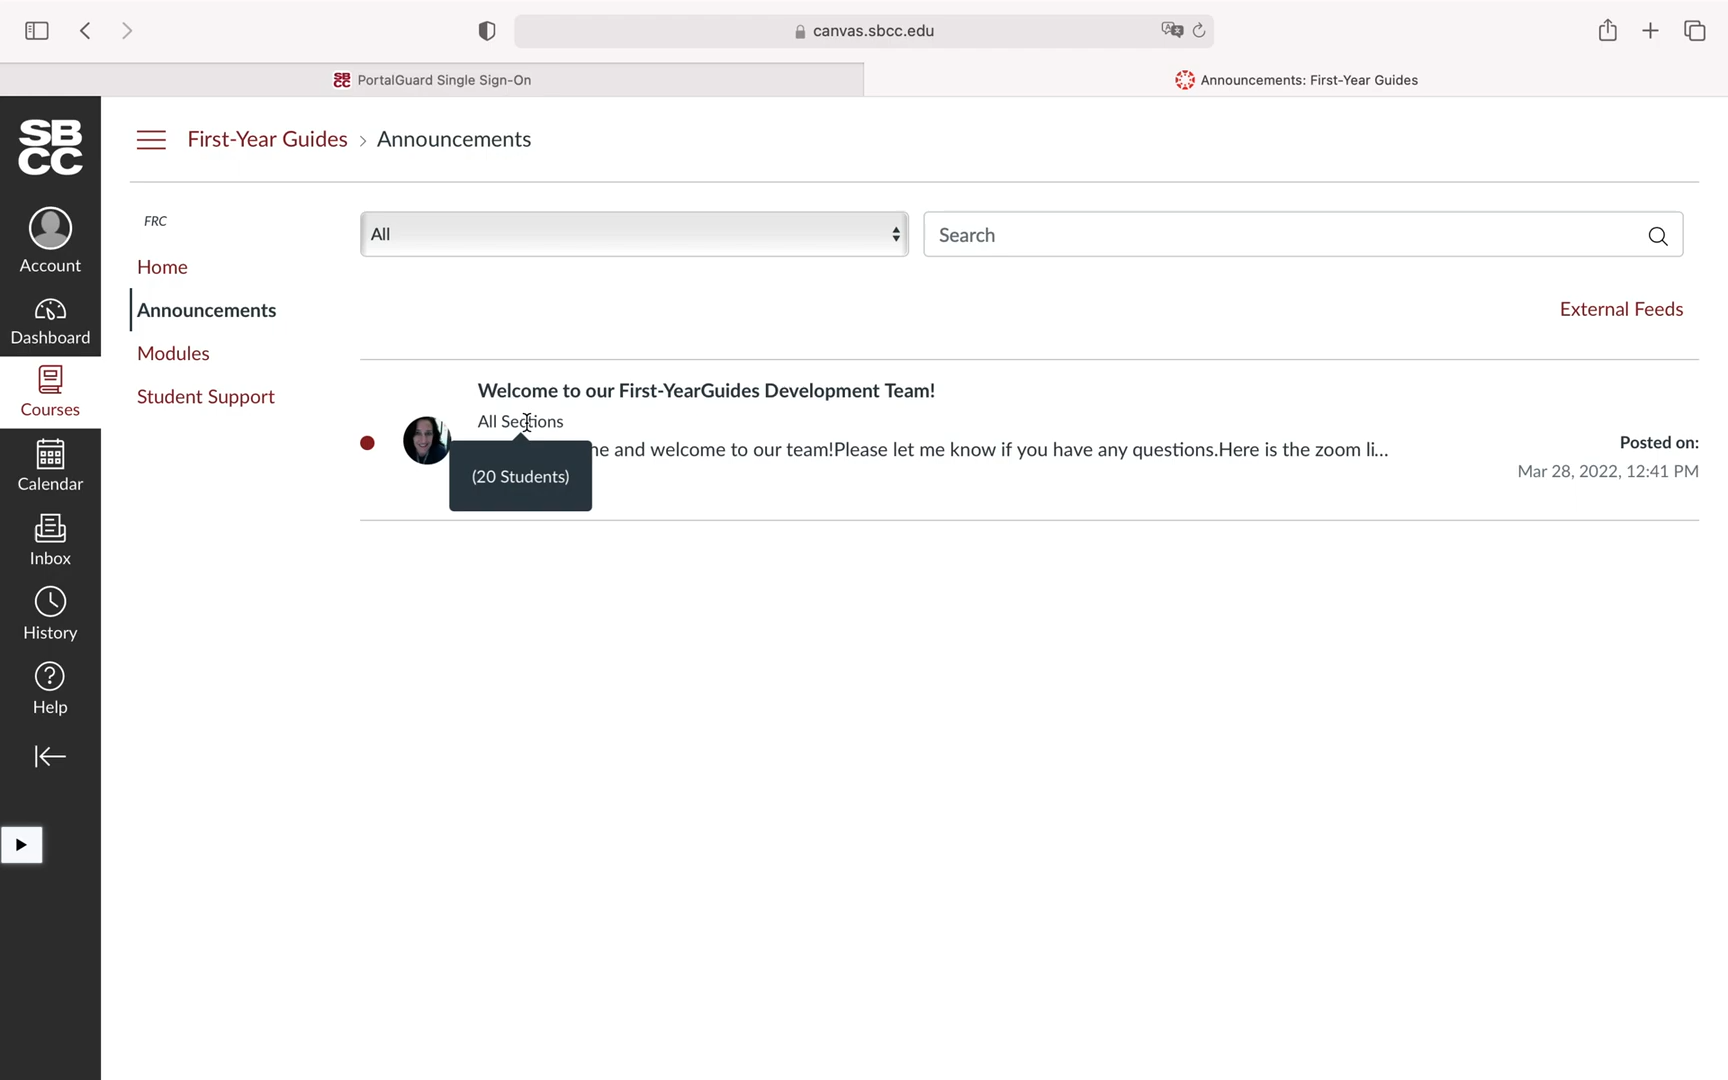 canvas.sbcc.edu
SBCC PortalGuard Single Sign-On
Announcements: First-Year Guides
SB
CC
First-Year Guides › Announcements
Account
Dashboard
Courses
Calendar
Inbox
History
Help
FRC
Home
Announcements
Modules
Student Support
All
Search
External Feeds
Welcome to our First-YearGuides Development Team!
All Sections
and welcome to our team!Please let me know if you have any questions.Here is the zoom li...
(20 Students)
Posted on:
Mar 28, 2022, 12:41 PM